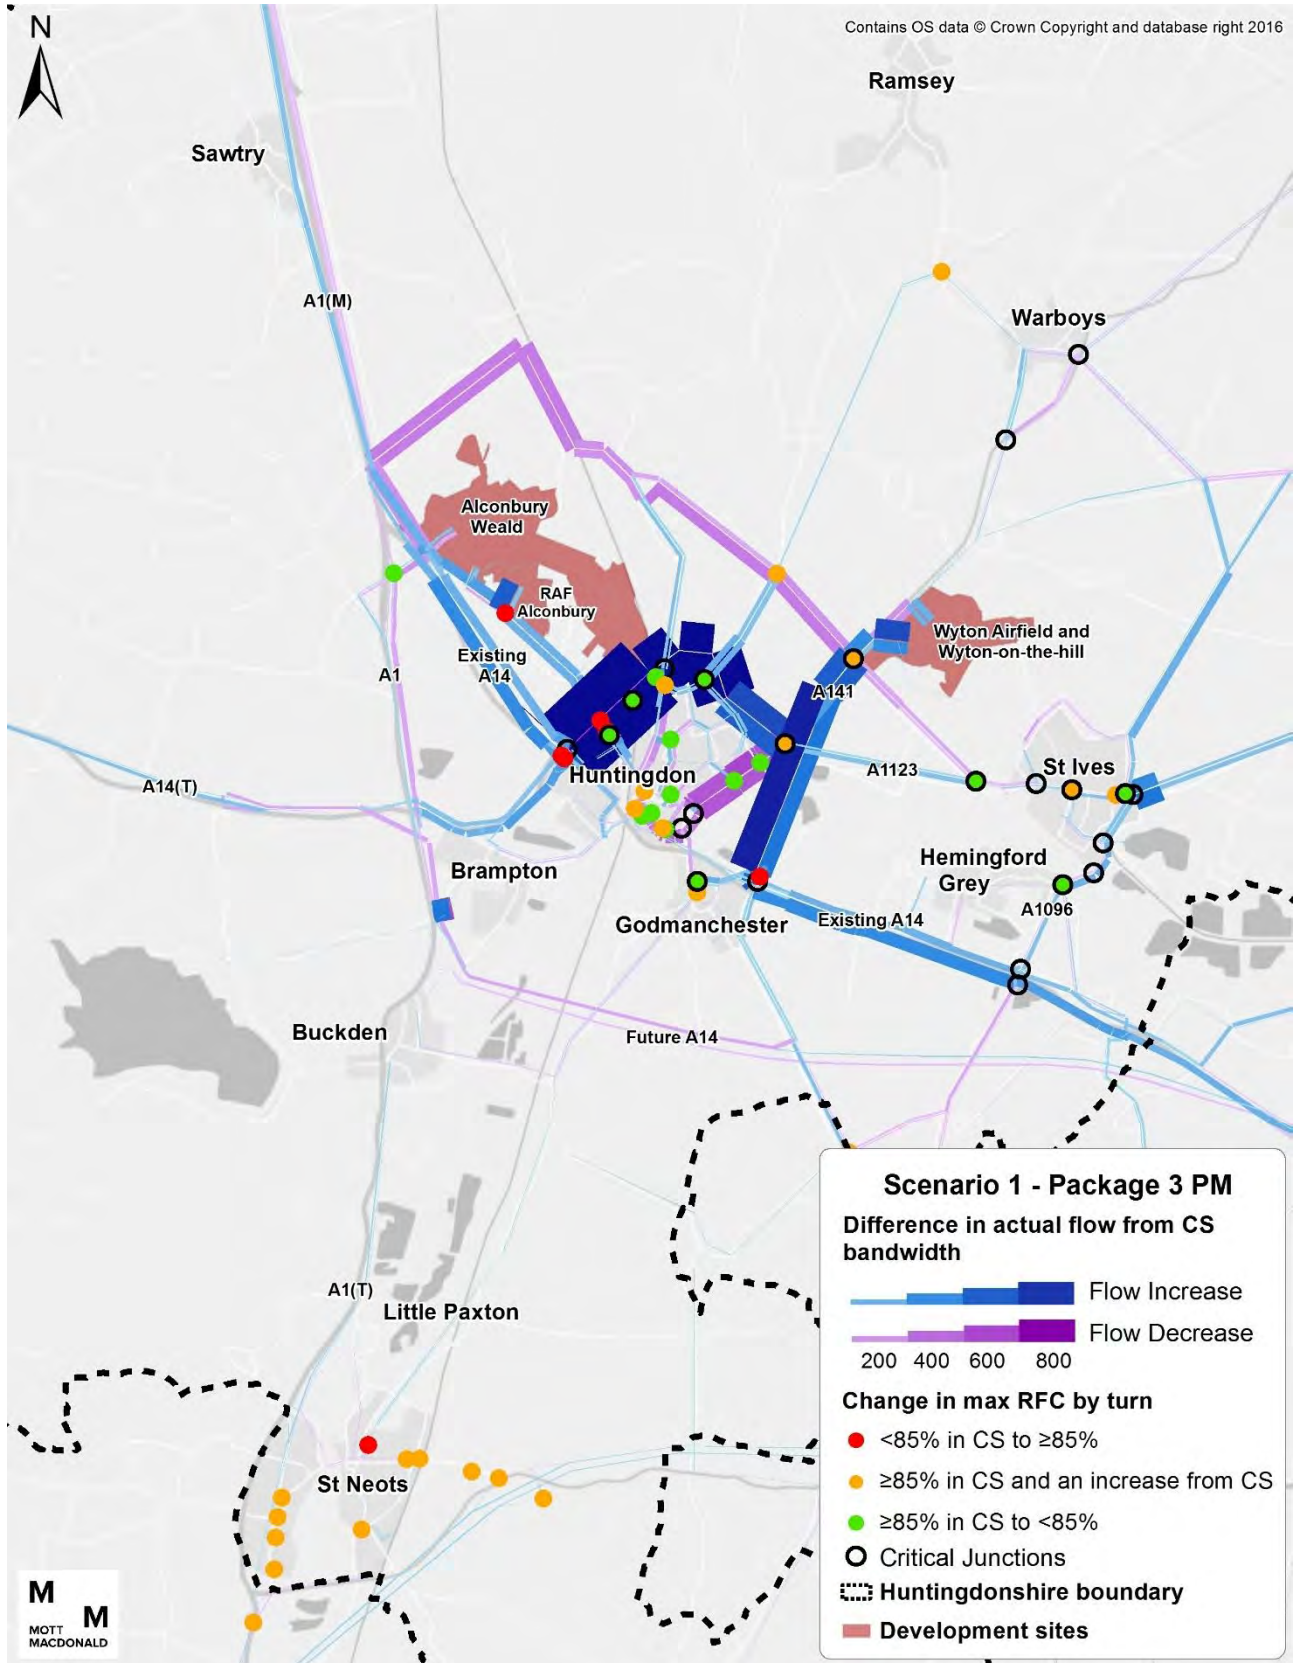 Contains OS data © Crown Copyright and database right 2016
N
Ramsey
Sawtry
A1(M)
Warboys
Alconbury
Weald
RAF
Alconbury
Wyton Airfield and
Wyton-on-the-hill
Existing
A14
A1
A141
A14(T)
Huntingdon
A1123
St Ives
Brampton
Hemingford
Grey
A1096
Godmanchester
Existing A14
Buckden
Future A14
A1(T)
Little Paxton
St Neots
Scenario 1 - Package 3 PM
Difference in actual flow from CS
bandwidth
Flow Increase
Flow Decrease
200 400 600 800
Change in max RFC by turn
<85% in CS to ≥85%
≥85% in CS and an increase from CS
≥85% in CS to <85%
Critical Junctions
Huntingdonshire boundary
Development sites
M
M
MOTT
MACDONALD